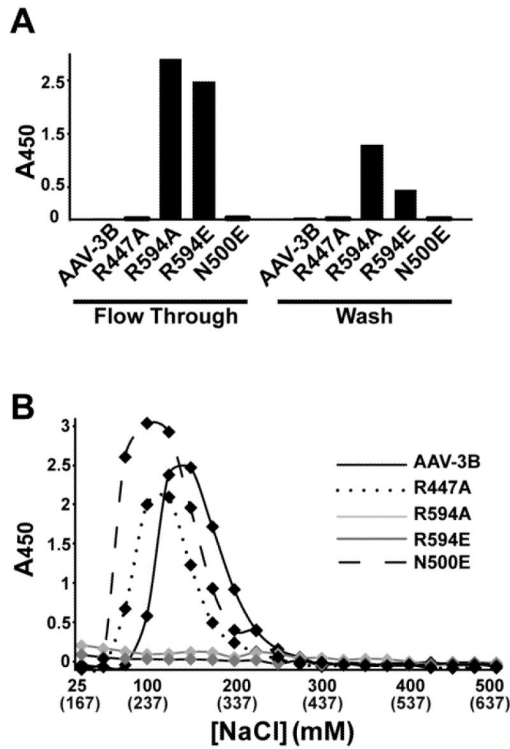 A
A450
2.5
1.5
0.5
0
AAV-3B R447A R594A R594E N500E AAV-3B R447A R594A R594E N500E
Flow Through Wash
B
A450
3
2.5
2
1.5
1
0.5
0
AAV-3B
R447A
R594A
R594E
N500E
25 100 200 300 400 500
(167) (237) (337) (437) (537) (637)
[NaCl] (mM)